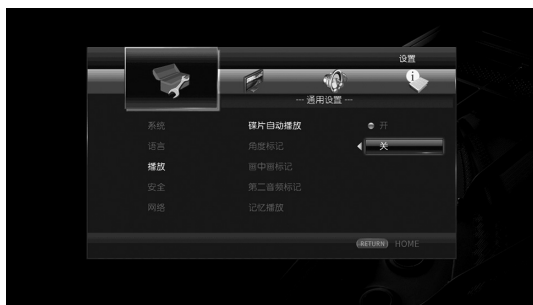 设置
--- 通用设置 ---
系统
碟片自动播放
开
语言
角度标记
关
播放
画中画标记
安全
第二音频标记
网络
记忆播放
RETURN HOME